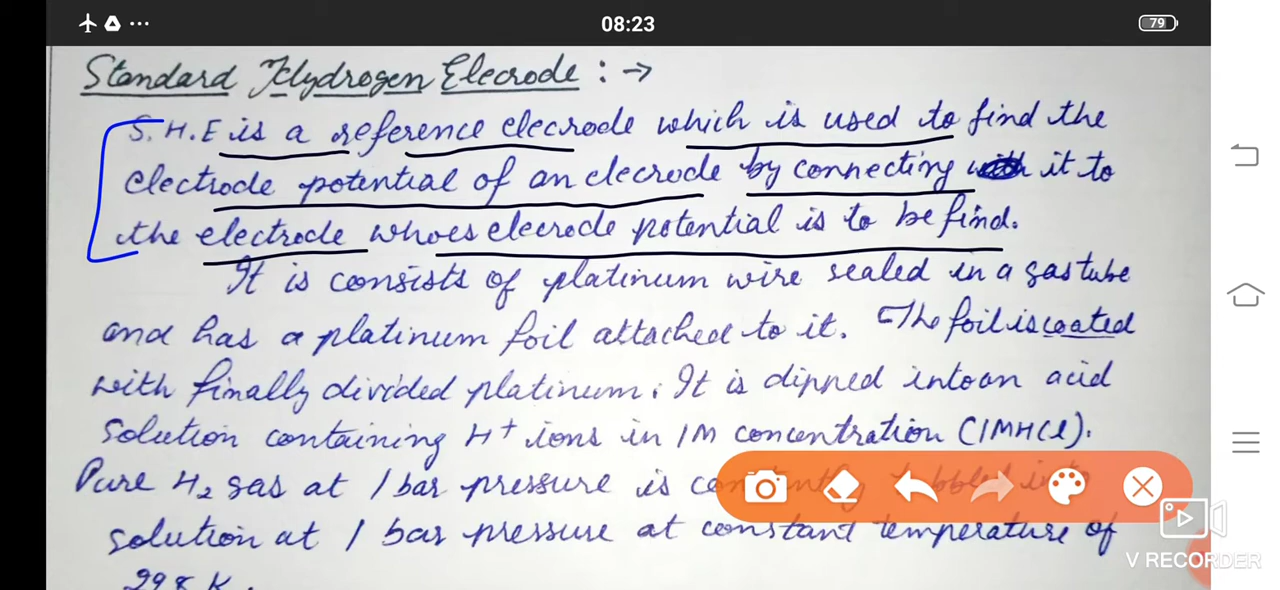 08:23
79
Standard Hydrogen Elecrode : →
S.H.E is a reference elecrode which is used to find the
electrode potential of an elecrode by connecting it to
the electrode whoes elecrode potential is to be find.
It is consists of platinum wire sealed in a gas tube
and has a platinum foil attached to it. The foil is coated
with finally divided platinum. It is dipped into an acid
solution containing H+ ions in 1M concentration (1MHCl).
Pure H2 gas at 1 bar pressure is
solution at 1 bar pressure at constant temperature of
298 K.
V RECORDER